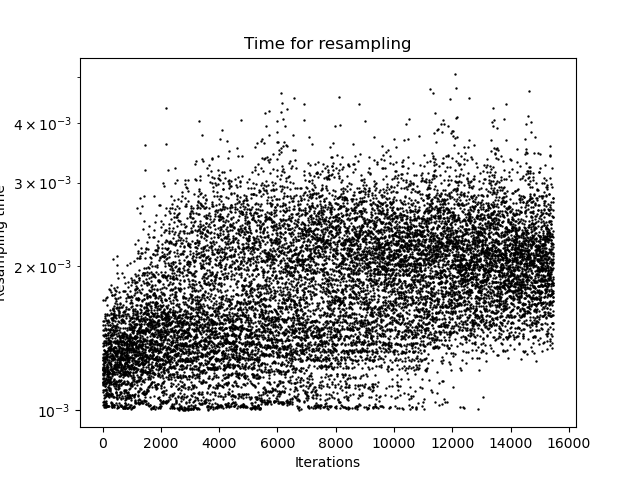 Time for resampling
4 × 10⁻³
3 × 10⁻³
2 × 10⁻³
10⁻³
time
0 2000 4000 6000 8000 10000 12000 14000 16000
Iterations